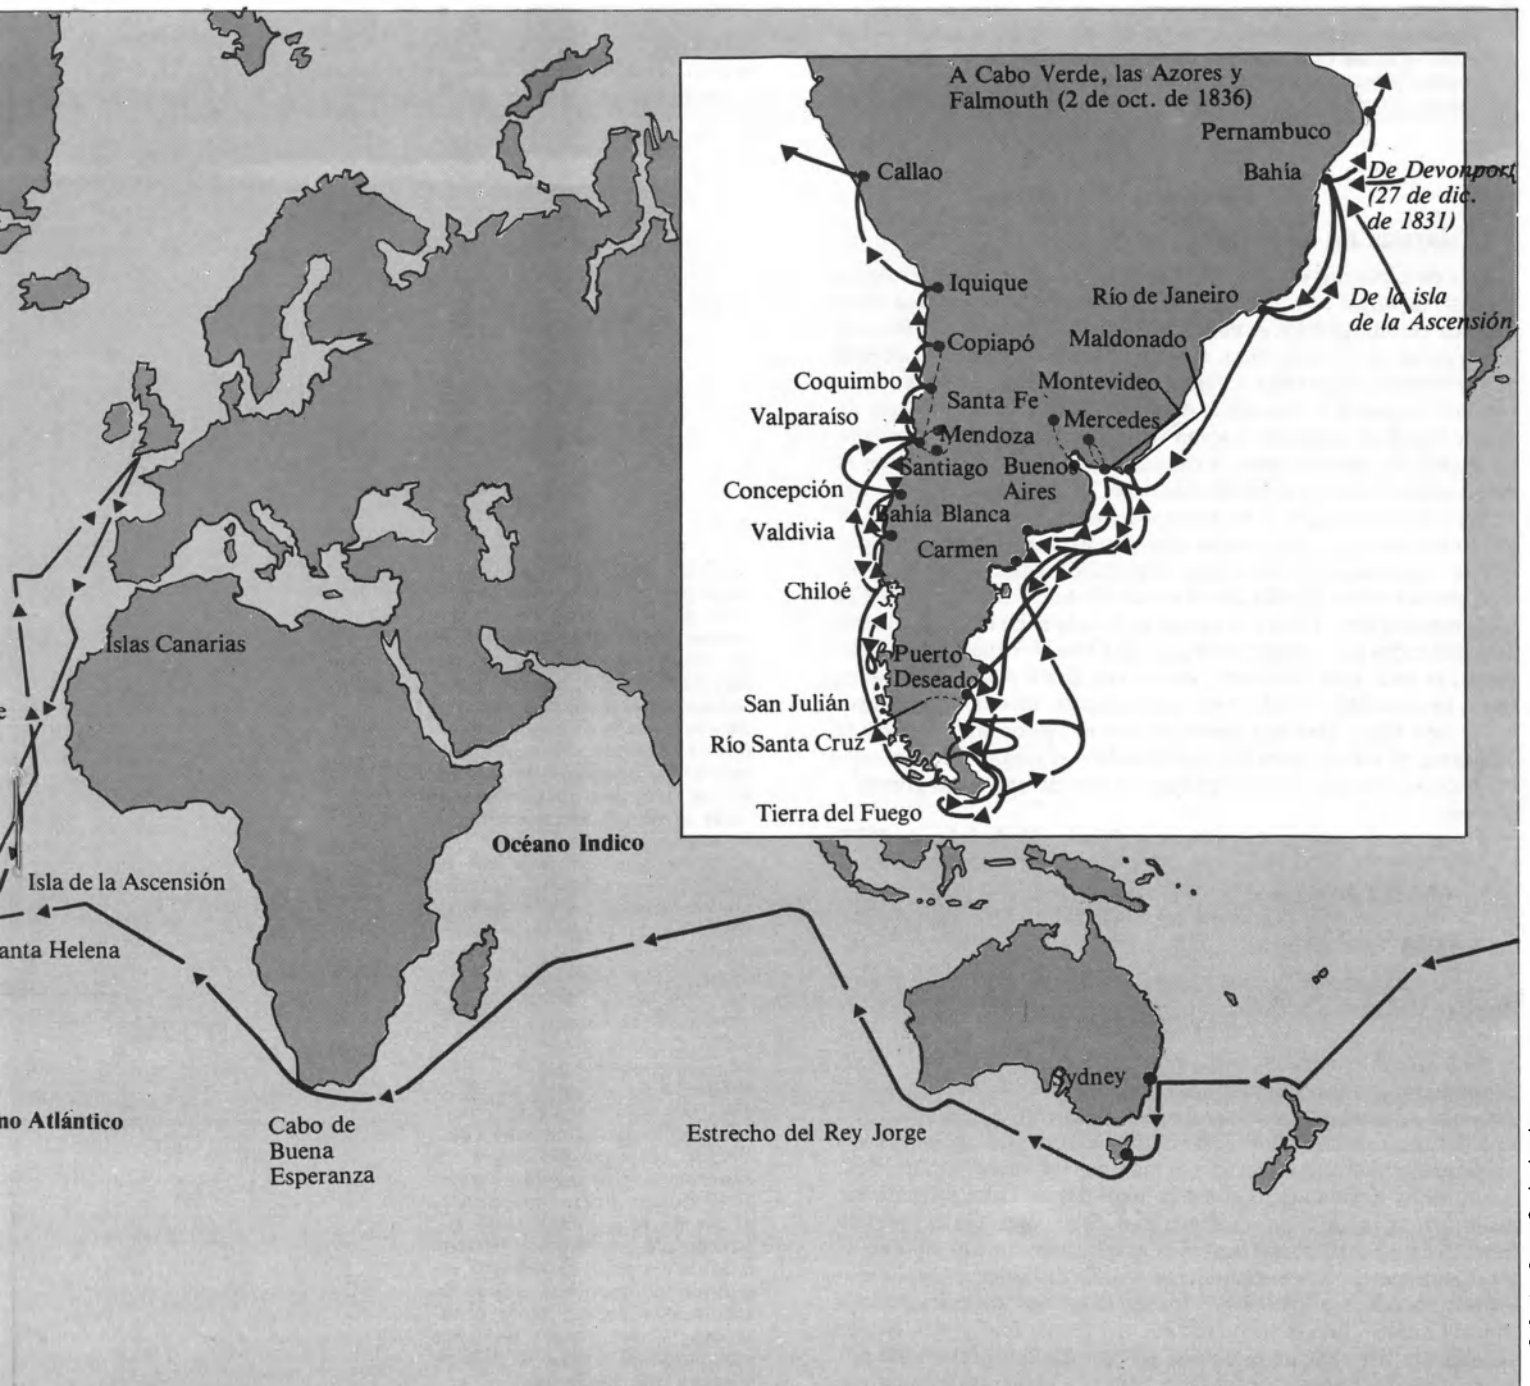 A Cabo Verde, las Azores y
Falmouth (2 de oct. de 1836)
Pernambuco
Callao
Bahía
De Devonport
(27 de dic.
de 1831)
Iquique
Río de Janeiro
De la isla
de la Ascensión
Copiapó
Maldonado
Coquimbo
Montevideo
Santa Fe
Valparaíso
Mercedes
Mendoza
Santiago
Buenos
Aires
Concepción
Bahía Blanca
Valdivia
Carmen
Chiloé
Islas Canarias
Puerto
Deseado
San Julián
e
Río Santa Cruz
Tierra del Fuego
Océano Indico
Isla de la Ascensión
anta Helena
Sydney
no Atlántico
Cabo de
Buena
Esperanza
Estrecho del Rey Jorge